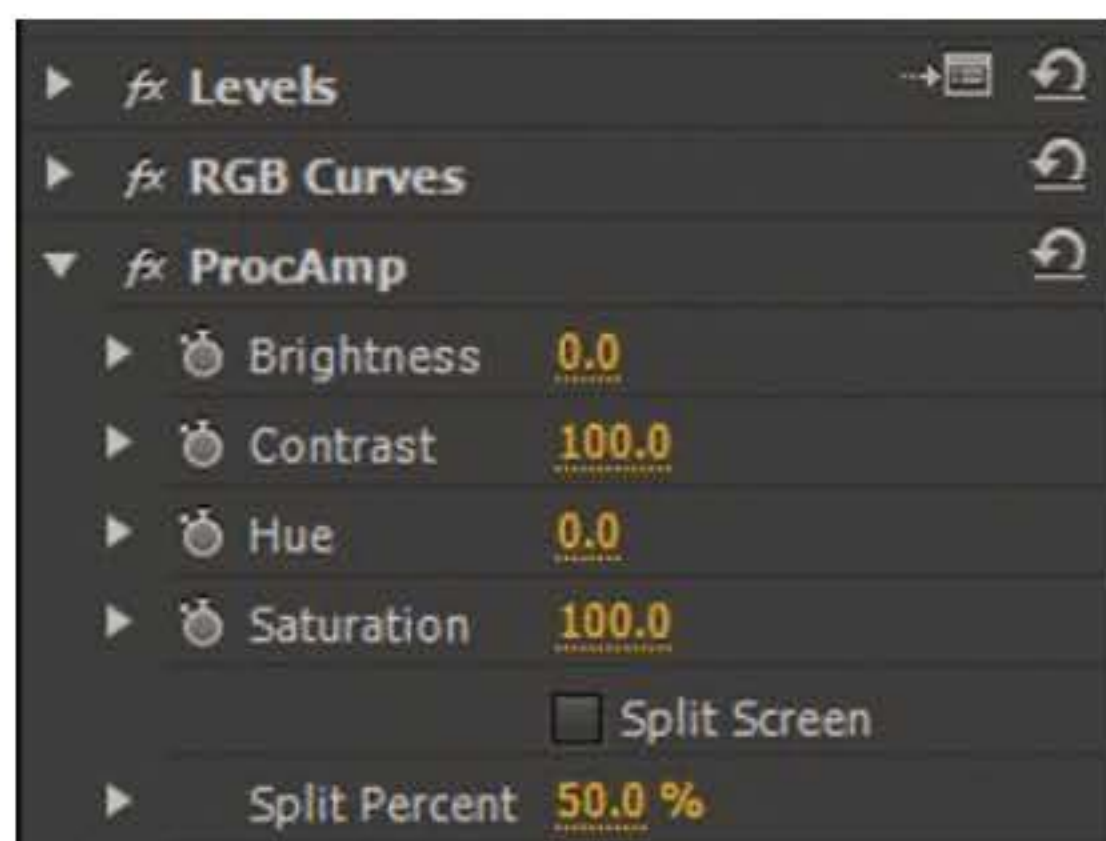 fx Levels
fx RGB Curves
fx ProcAmp
Brightness 0.0
Contrast 100.0
Hue 0.0
Saturation 100.0
Split Screen
Split Percent 50.0 %